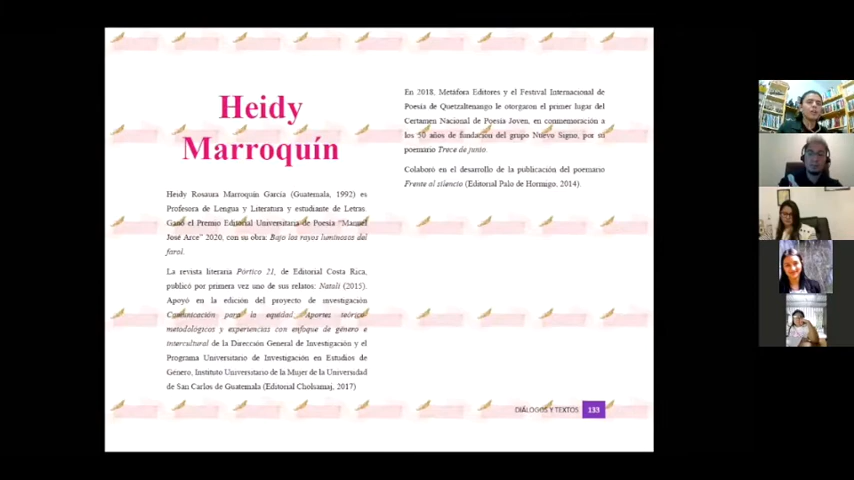 Heidy
Marroquín
Heidy Rosaura Marroquín García (Guatemala, 1992) es
Profesora de Lengua y Literatura y estudiante de Letras.
Ganó el Premio Editorial Universitaria de Poesía “Manuel
José Arce” 2020, con su obra: Bajo los rayos luminosos del
farol.
La revista literaria Pórtico 21, de Editorial Costa Rica,
publicó por primera vez uno de sus relatos: Natali (2015).
Apoyó en la edición del proyecto de investigación
Comunicación para la equidad. Aportes teórico-
metodológicos y experiencias con enfoque de género e
intercultural de la Dirección General de Investigación y el
Programa Universitario de Investigación en Estudios de
Género, Instituto Universitario de la Mujer de la Universidad
de San Carlos de Guatemala (Editorial Cholsamaj, 2017)
En 2018, Metáfora Editores y el Festival Internacional de
Poesía de Quetzaltenango le otorgaron el primer lugar del
Certamen Nacional de Poesía Joven, en conmemoración a
los 50 años de fundación del grupo Nuevo Signo, por su
poemario Trece de junio.
Colaboró en el desarrollo de la publicación del poemario
Frente al silencio (Editorial Palo de Hormigo, 2014).
DIÁLOGOS Y TEXTOS 133